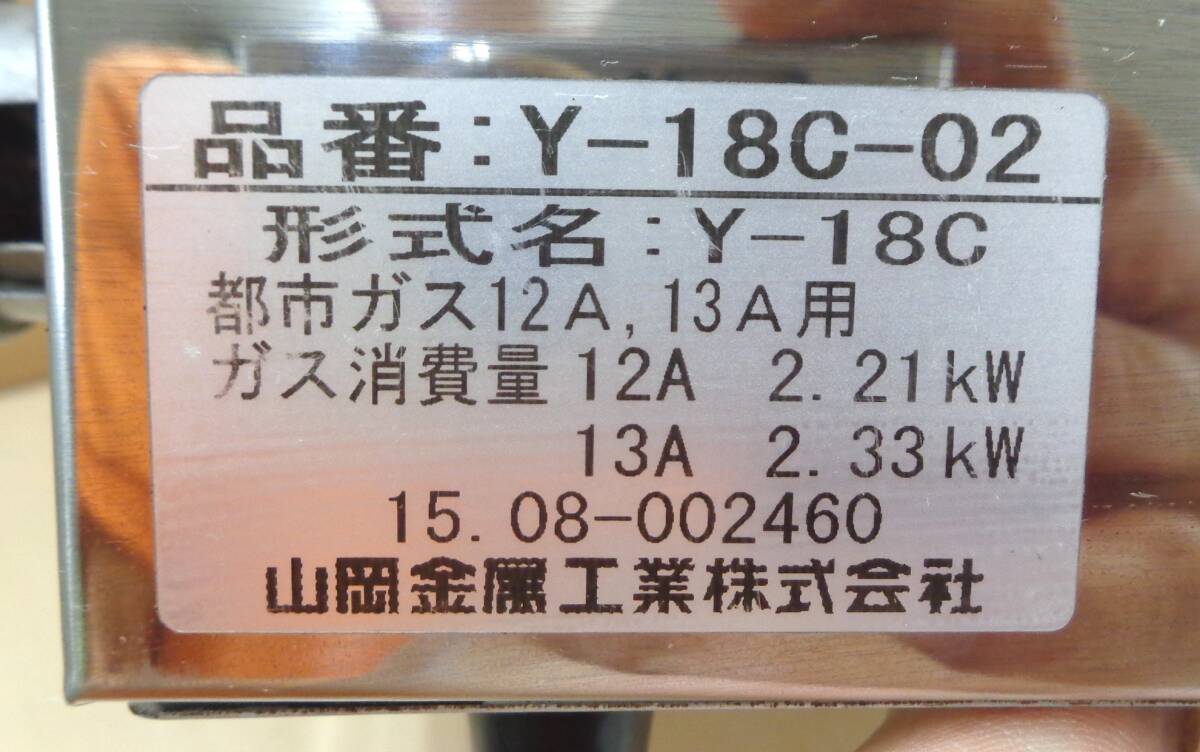 品番:Y-18C-02
形式名:Y-18C
都市ガス12A,13A用
ガス消費量 12A 2.21kW
13A 2.33kW
15.08-002460
山岡金属工業株式会社